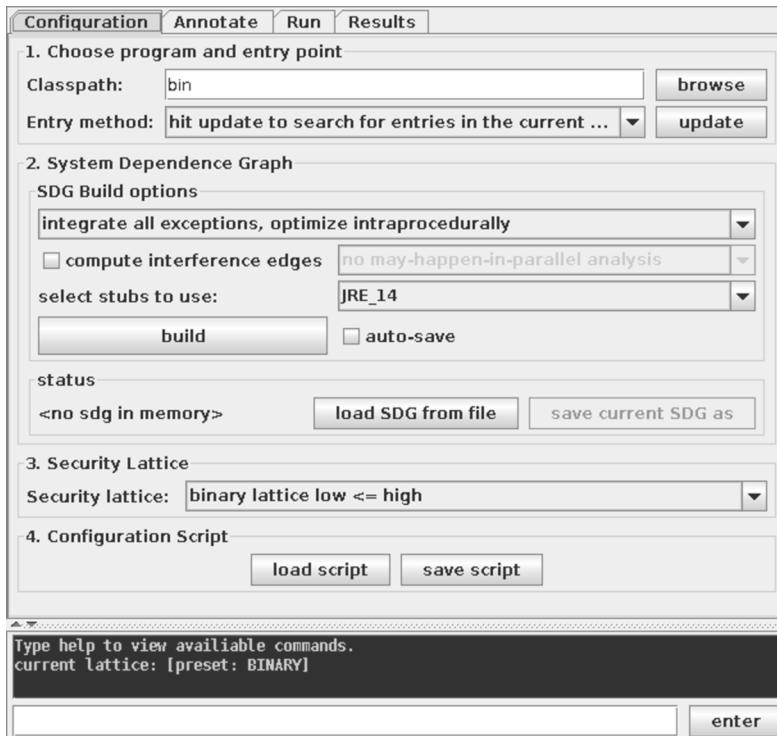 Configuration Annotate Run Results
1. Choose program and entry point
Classpath: bin browse
Entry method: hit update to search for entries in the current ... update
2. System Dependence Graph
SDG Build options
integrate all exceptions, optimize intraprocedurally
compute interference edges no may-happen-in-parallel analysis
select stubs to use: JRE_14
build auto-save
status
<no sdg in memory> load SDG from file save current SDG as
3. Security Lattice
Security lattice: binary lattice low <= high
4. Configuration Script
load script save script
Type help to view availiable commands.
current lattice: [preset: BINARY]
enter